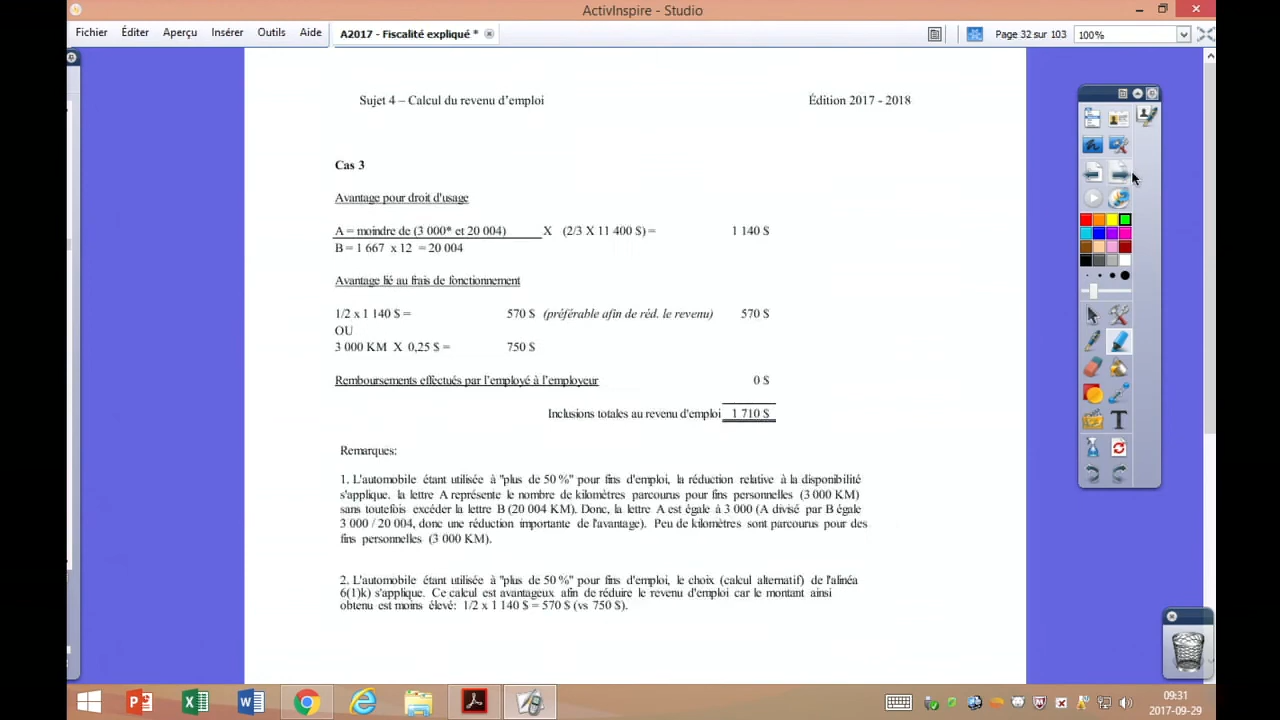 ActivInspire - Studio
Fichier Éditer Aperçu Insérer Outils Aide A2017 - Fiscalité expliqué * Page 32 sur 103 100%
Sujet 4 – Calcul du revenu d’emploi Édition 2017 - 2018
Cas 3
Avantage pour droit d'usage
A = moindre de (3 000* et 20 004) X (2/3 X 11 400 $) = 1 140 $
B = 1 667 x 12 = 20 004
Avantage lié au frais de fonctionnement
1/2 x 1 140 $ = 570 $ (préférable afin de réd. le revenu) 570 $
OU
3 000 KM X 0,25 $ = 750 $
Remboursements effectués par l’employé à l’employeur 0 $
Inclusions totales au revenu d'emploi 1 710 $
Remarques:
1. L'automobile étant utilisée à "plus de 50 %" pour fins d'emploi, la réduction relative à la disponibilité
s'applique. la lettre A représente le nombre de kilomètres parcourus pour fins personnelles (3 000 KM)
sans toutefois excéder la lettre B (20 004 KM). Donc, la lettre A est égale à 3 000 (A divisé par B égale
3 000 / 20 004, donc une réduction importante de l'avantage). Peu de kilomètres sont parcourus pour des
fins personnelles (3 000 KM).
2. L'automobile étant utilisée à "plus de 50 %" pour fins d'emploi, le choix (calcul alternatif) de l'alinéa
6(1)k) s'applique. Ce calcul est avantageux afin de réduire le revenu d'emploi car le montant ainsi
obtenu est moins élevé: 1/2 x 1 140 $ = 570 $ (vs 750 $).
09:31
2017-09-29